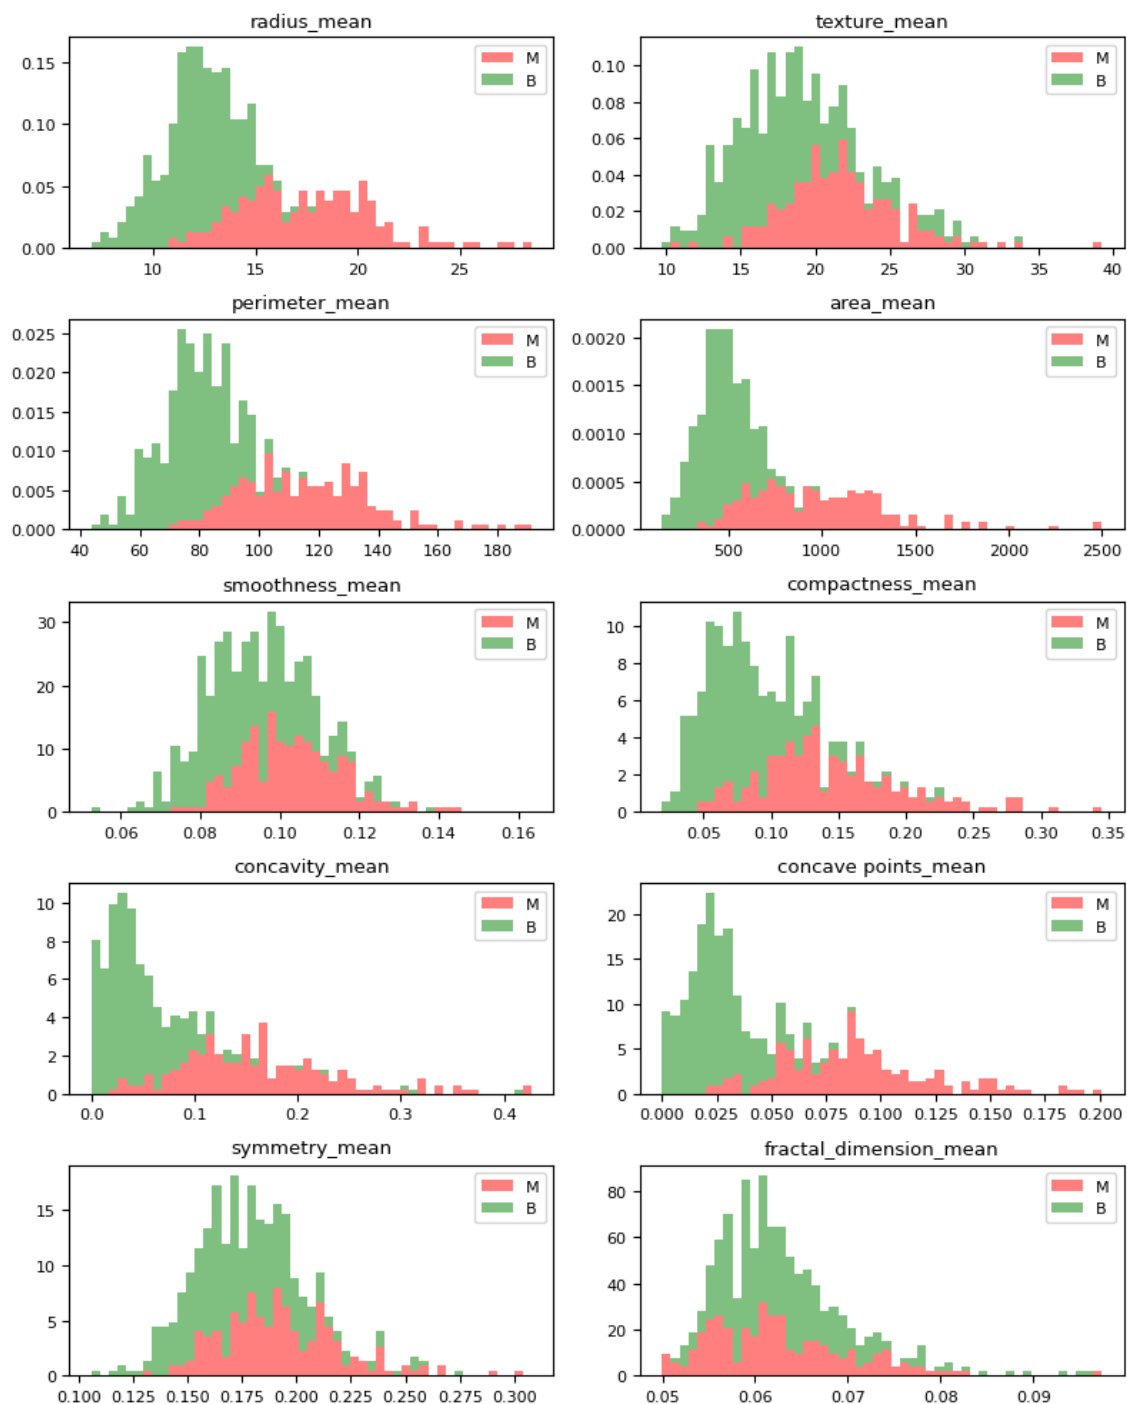 radius_mean
0.15
0.10
0.05
0.00
M
B
10 15 20 25
texture_mean
0.10
0.08
0.06
0.04
0.02
0.00
M
B
10 15 20 25 30 35 40
perimeter_mean
0.025
0.020
0.015
0.010
0.005
0.000
M
B
40 60 80 100 120 140 160 180
area_mean
0.0020
0.0015
0.0010
0.0005
0.0000
M
B
500 1000 1500 2000 2500
smoothness_mean
30
20
10
0
M
B
0.06 0.08 0.10 0.12 0.14 0.16
compactness_mean
10
8
6
4
2
0
M
B
0.05 0.10 0.15 0.20 0.25 0.30 0.35
concavity_mean
10
8
6
4
2
0
M
B
0.0 0.1 0.2 0.3 0.4
concave points_mean
20
15
10
5
0
M
B
0.000 0.025 0.050 0.075 0.100 0.125 0.150 0.175 0.200
symmetry_mean
15
10
5
0
M
B
0.100 0.125 0.150 0.175 0.200 0.225 0.250 0.275 0.300
fractal_dimension_mean
80
60
40
20
0
M
B
0.05 0.06 0.07 0.08 0.09